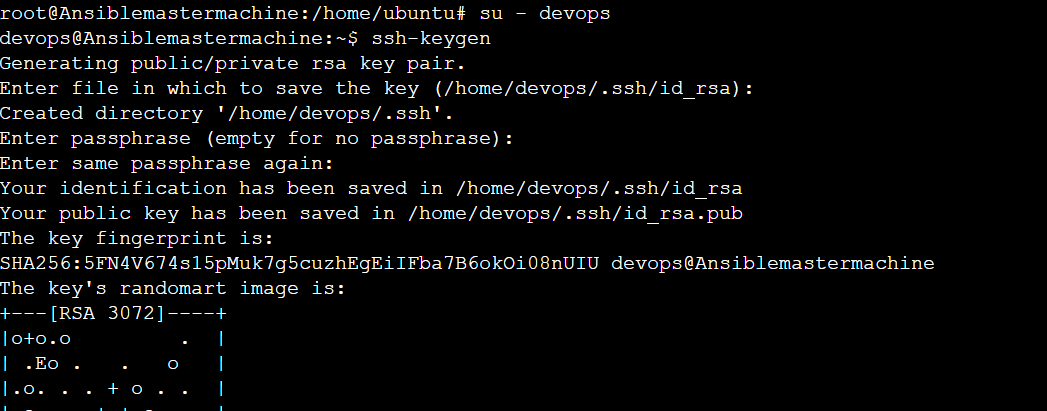 root@Ansiblemastermachine:/home/ubuntu# su - devops
devops@Ansiblemastermachine:~$ ssh-keygen
Generating public/private rsa key pair.
Enter file in which to save the key (/home/devops/.ssh/id_rsa):
Created directory '/home/devops/.ssh'.
Enter passphrase (empty for no passphrase):
Enter same passphrase again:
Your identification has been saved in /home/devops/.ssh/id_rsa
Your public key has been saved in /home/devops/.ssh/id_rsa.pub
The key fingerprint is:
SHA256:5FN4V674s15pMuk7g5cuzhEgEiIFba7B6okOi08nUIU devops@Ansiblemastermachine
The key's randomart image is:
+---[RSA 3072]----+
|o+o.o         .  |
| .Eo .   .   o   |
|.o. . . + o . .  |